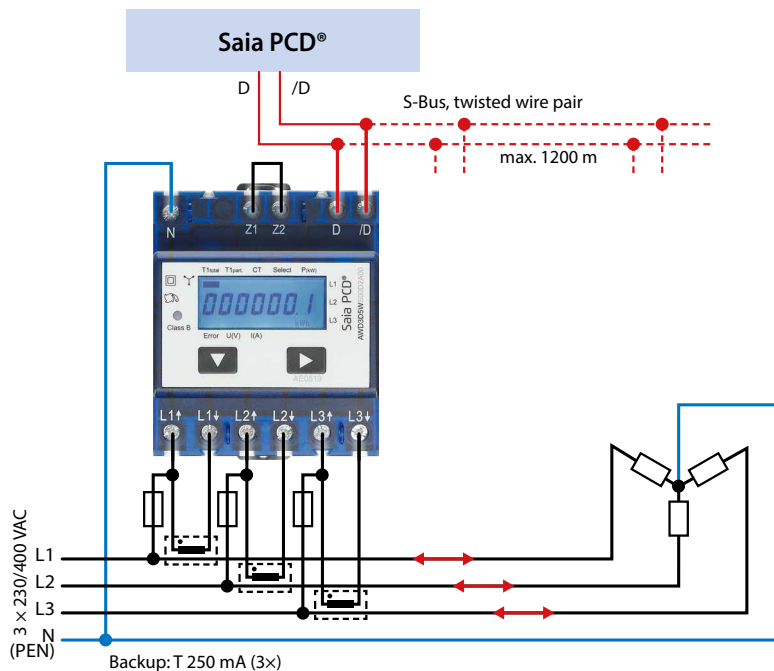 Saia PCD®
D /D
S-Bus, twisted wire pair
max. 1200 m
N Z1 Z2 D /D
T1total T1part. CT Select P(kW)
L1
L2
L3
000000.1
kWh
Class B
Error U(V) I(A)
Saia PCD®
AWD3D5W
AE0819
L1↑ L1↓ L2↑ L2↓ L3↑ L3↓
3 × 230/400 VAC
L1
L2
L3
N
(PEN)
Backup: T 250 mA (3×)